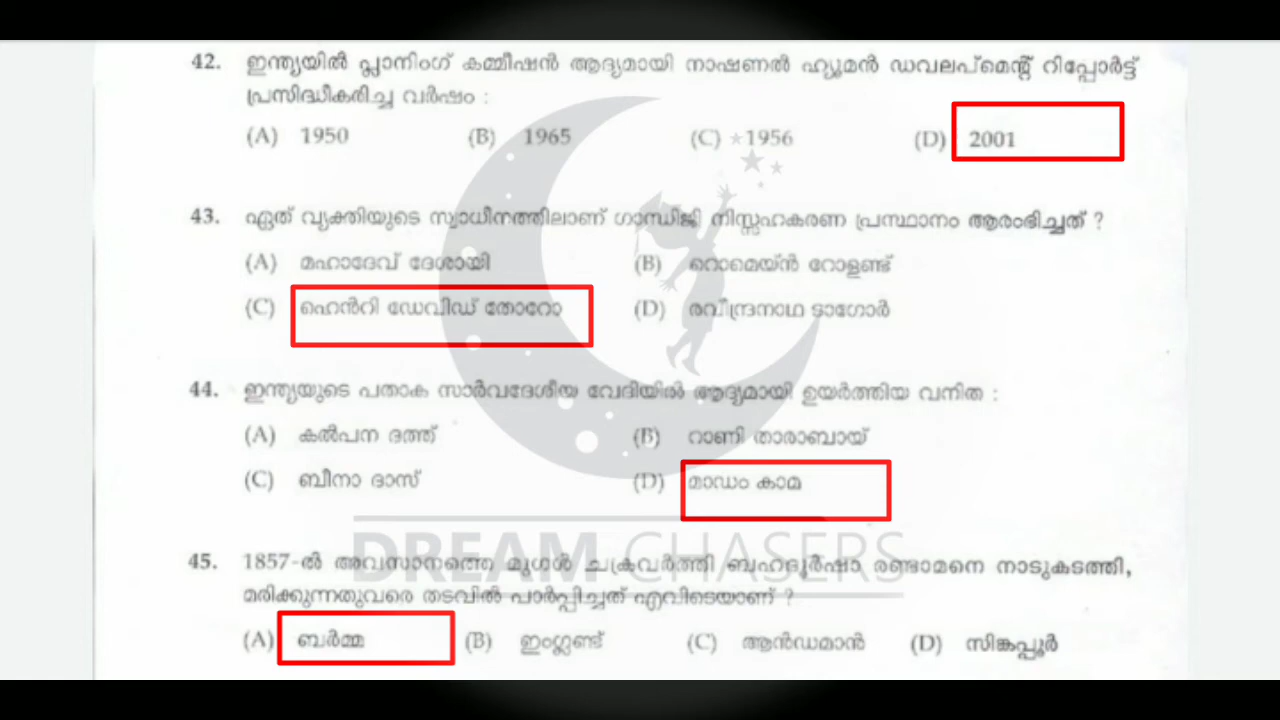 42. ഇന്ത്യയിൽ പ്ലാനിംഗ് കമ്മീഷൻ ആദ്യമായി നാഷണൽ ഹ്യൂമൻ ഡവലപ്മെന്റ് റിപ്പോർട്ട്
പ്രസിദ്ധീകരിച്ച വർഷം :
(A) 1950 (B) 1965 (C) 1956 (D) 2001
43. ഏത് വ്യക്തിയുടെ സ്വാധീനത്തിലാണ് ഗാന്ധിജി നിസ്സഹകരണ പ്രസ്ഥാനം ആരംഭിച്ചത് ?
(A) മഹാദേവ് ദേശായി (B) റൊമെയ്ൻ റോളണ്ട്
(C) ഹെൻറി ഡേവിഡ് തോറോ (D) രവീന്ദ്രനാഥ ടാഗോർ
44. ഇന്ത്യയുടെ പതാക സാർവദേശീയ വേദിയിൽ ആദ്യമായി ഉയർത്തിയ വനിത :
(A) കൽപന ദത്ത് (B) റാണി താരാബായ്
(C) ബീനാ ദാസ് (D) മാഡം കാമ
DREAM CHASERS
45. 1857-ൽ അവസാനത്തെ മുഗൾ ചക്രവർത്തി ബഹദൂർഷാ രണ്ടാമനെ നാടുകടത്തി,
മരിക്കുന്നതുവരെ തടവിൽ പാർപ്പിച്ചത് എവിടെയാണ് ?
(A) ബർമ്മ (B) ഇംഗ്ലണ്ട് (C) ആൻഡമാൻ (D) സിങ്കപ്പൂർ